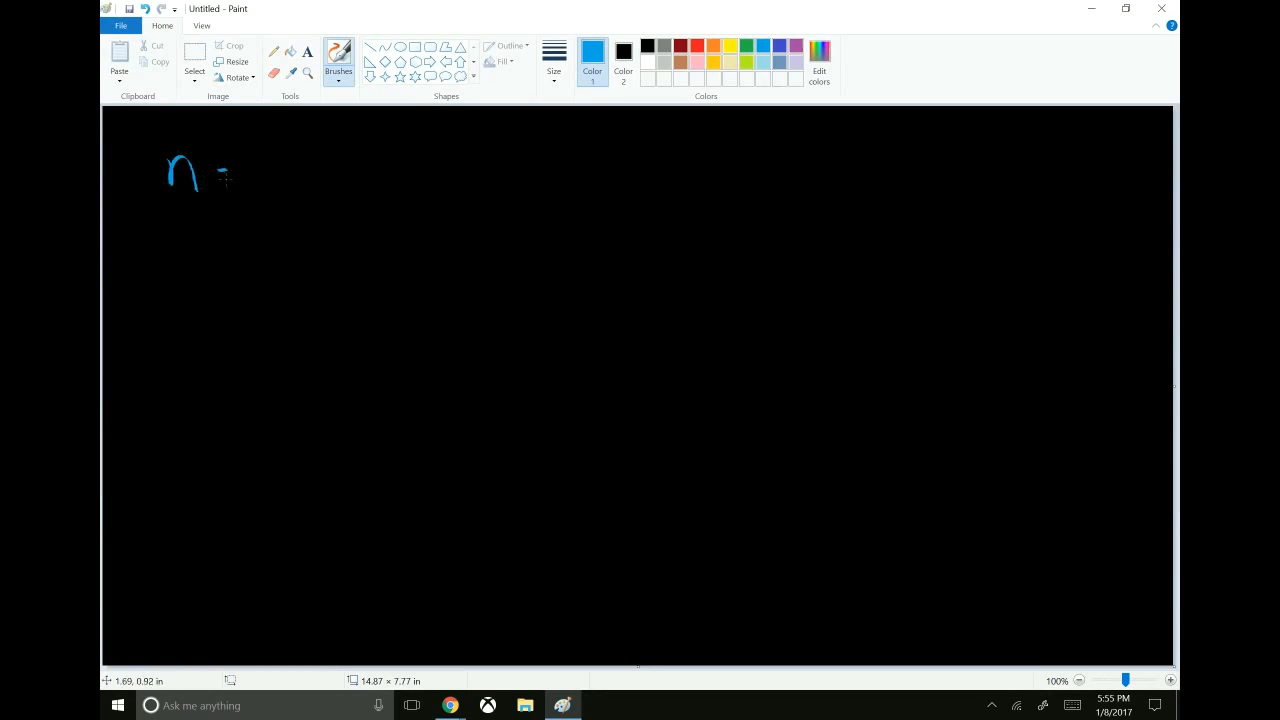 Untitled - Paint
File Home View
Paste
Cut
Copy
Clipboard
Select
Crop
Resize
Rotate
Image
A
Tools
Brushes
Outline
Fill
Shapes
Size
Color 1
Color 2
Edit colors
Colors
n -
1.69, 0.92 in
14.87 × 7.77 in
100%
Ask me anything
5:55 PM
1/8/2017